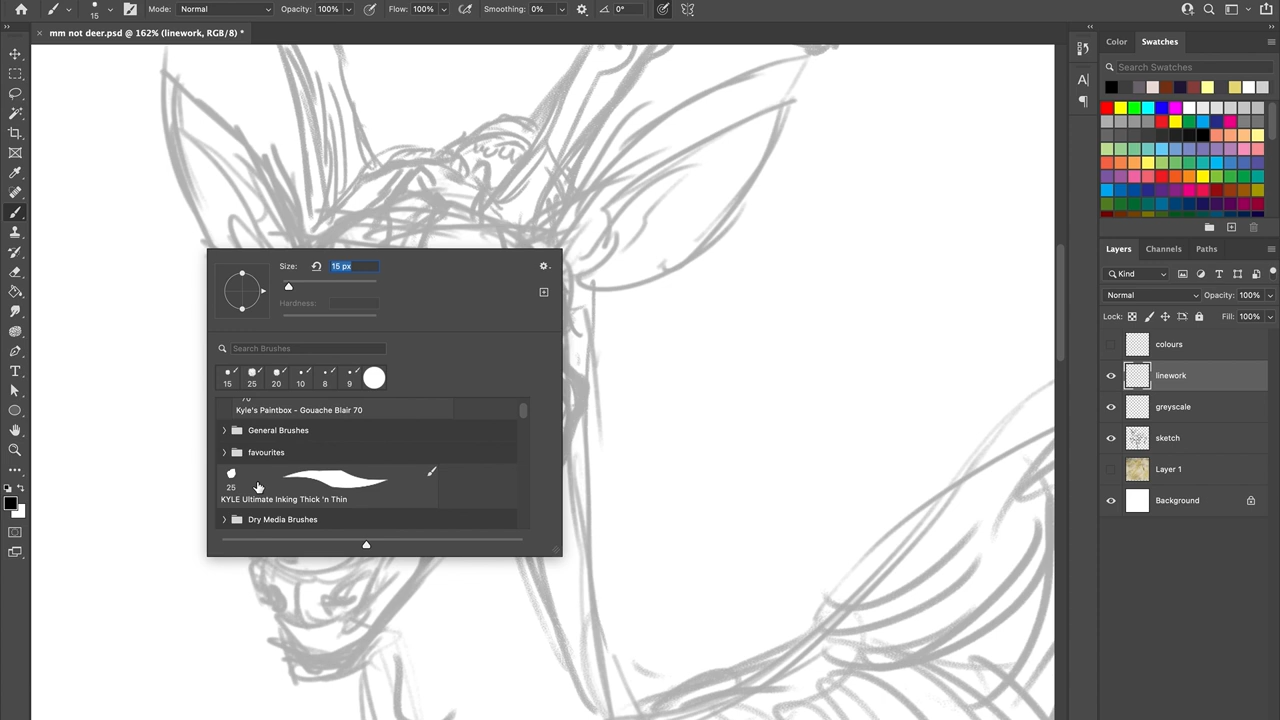 15
Mode: Normal
Opacity: 100%
Flow: 100%
Smoothing: 0%
0°
mm not deer.psd @ 162% (linework, RGB/8) *
Size: 15 px
Hardness:
Search Brushes
15 25 20 10 8 9
70
Kyle's Paintbox - Gouache Blair 70
General Brushes
favourites
25
KYLE Ultimate Inking Thick 'n Thin
Dry Media Brushes
Color Swatches
Search Swatches
Layers Channels Paths
Kind
Normal Opacity: 100%
Lock: Fill: 100%
colours
linework
greyscale
sketch
Layer 1
Background